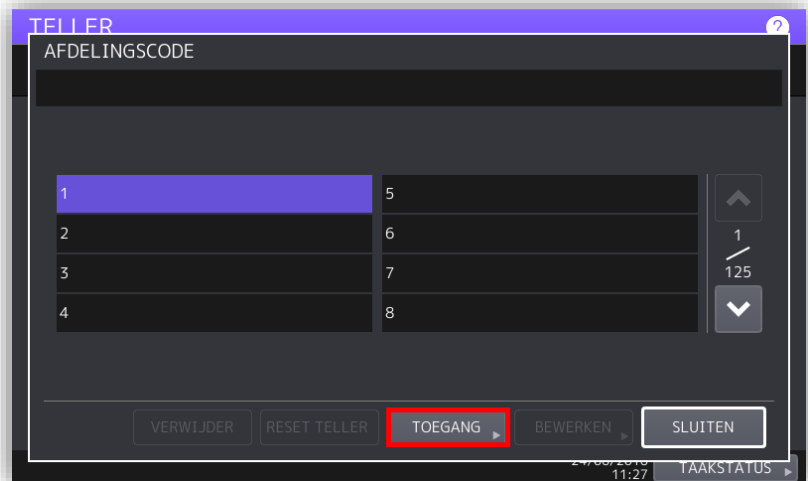 TELLER ?
AFDELINGSCODE
1 5
2 6
3 7
4 8
1
125
VERWIJDER RESET TELLER TOEGANG BEWERKEN SLUITEN
11:27 TAAKSTATUS